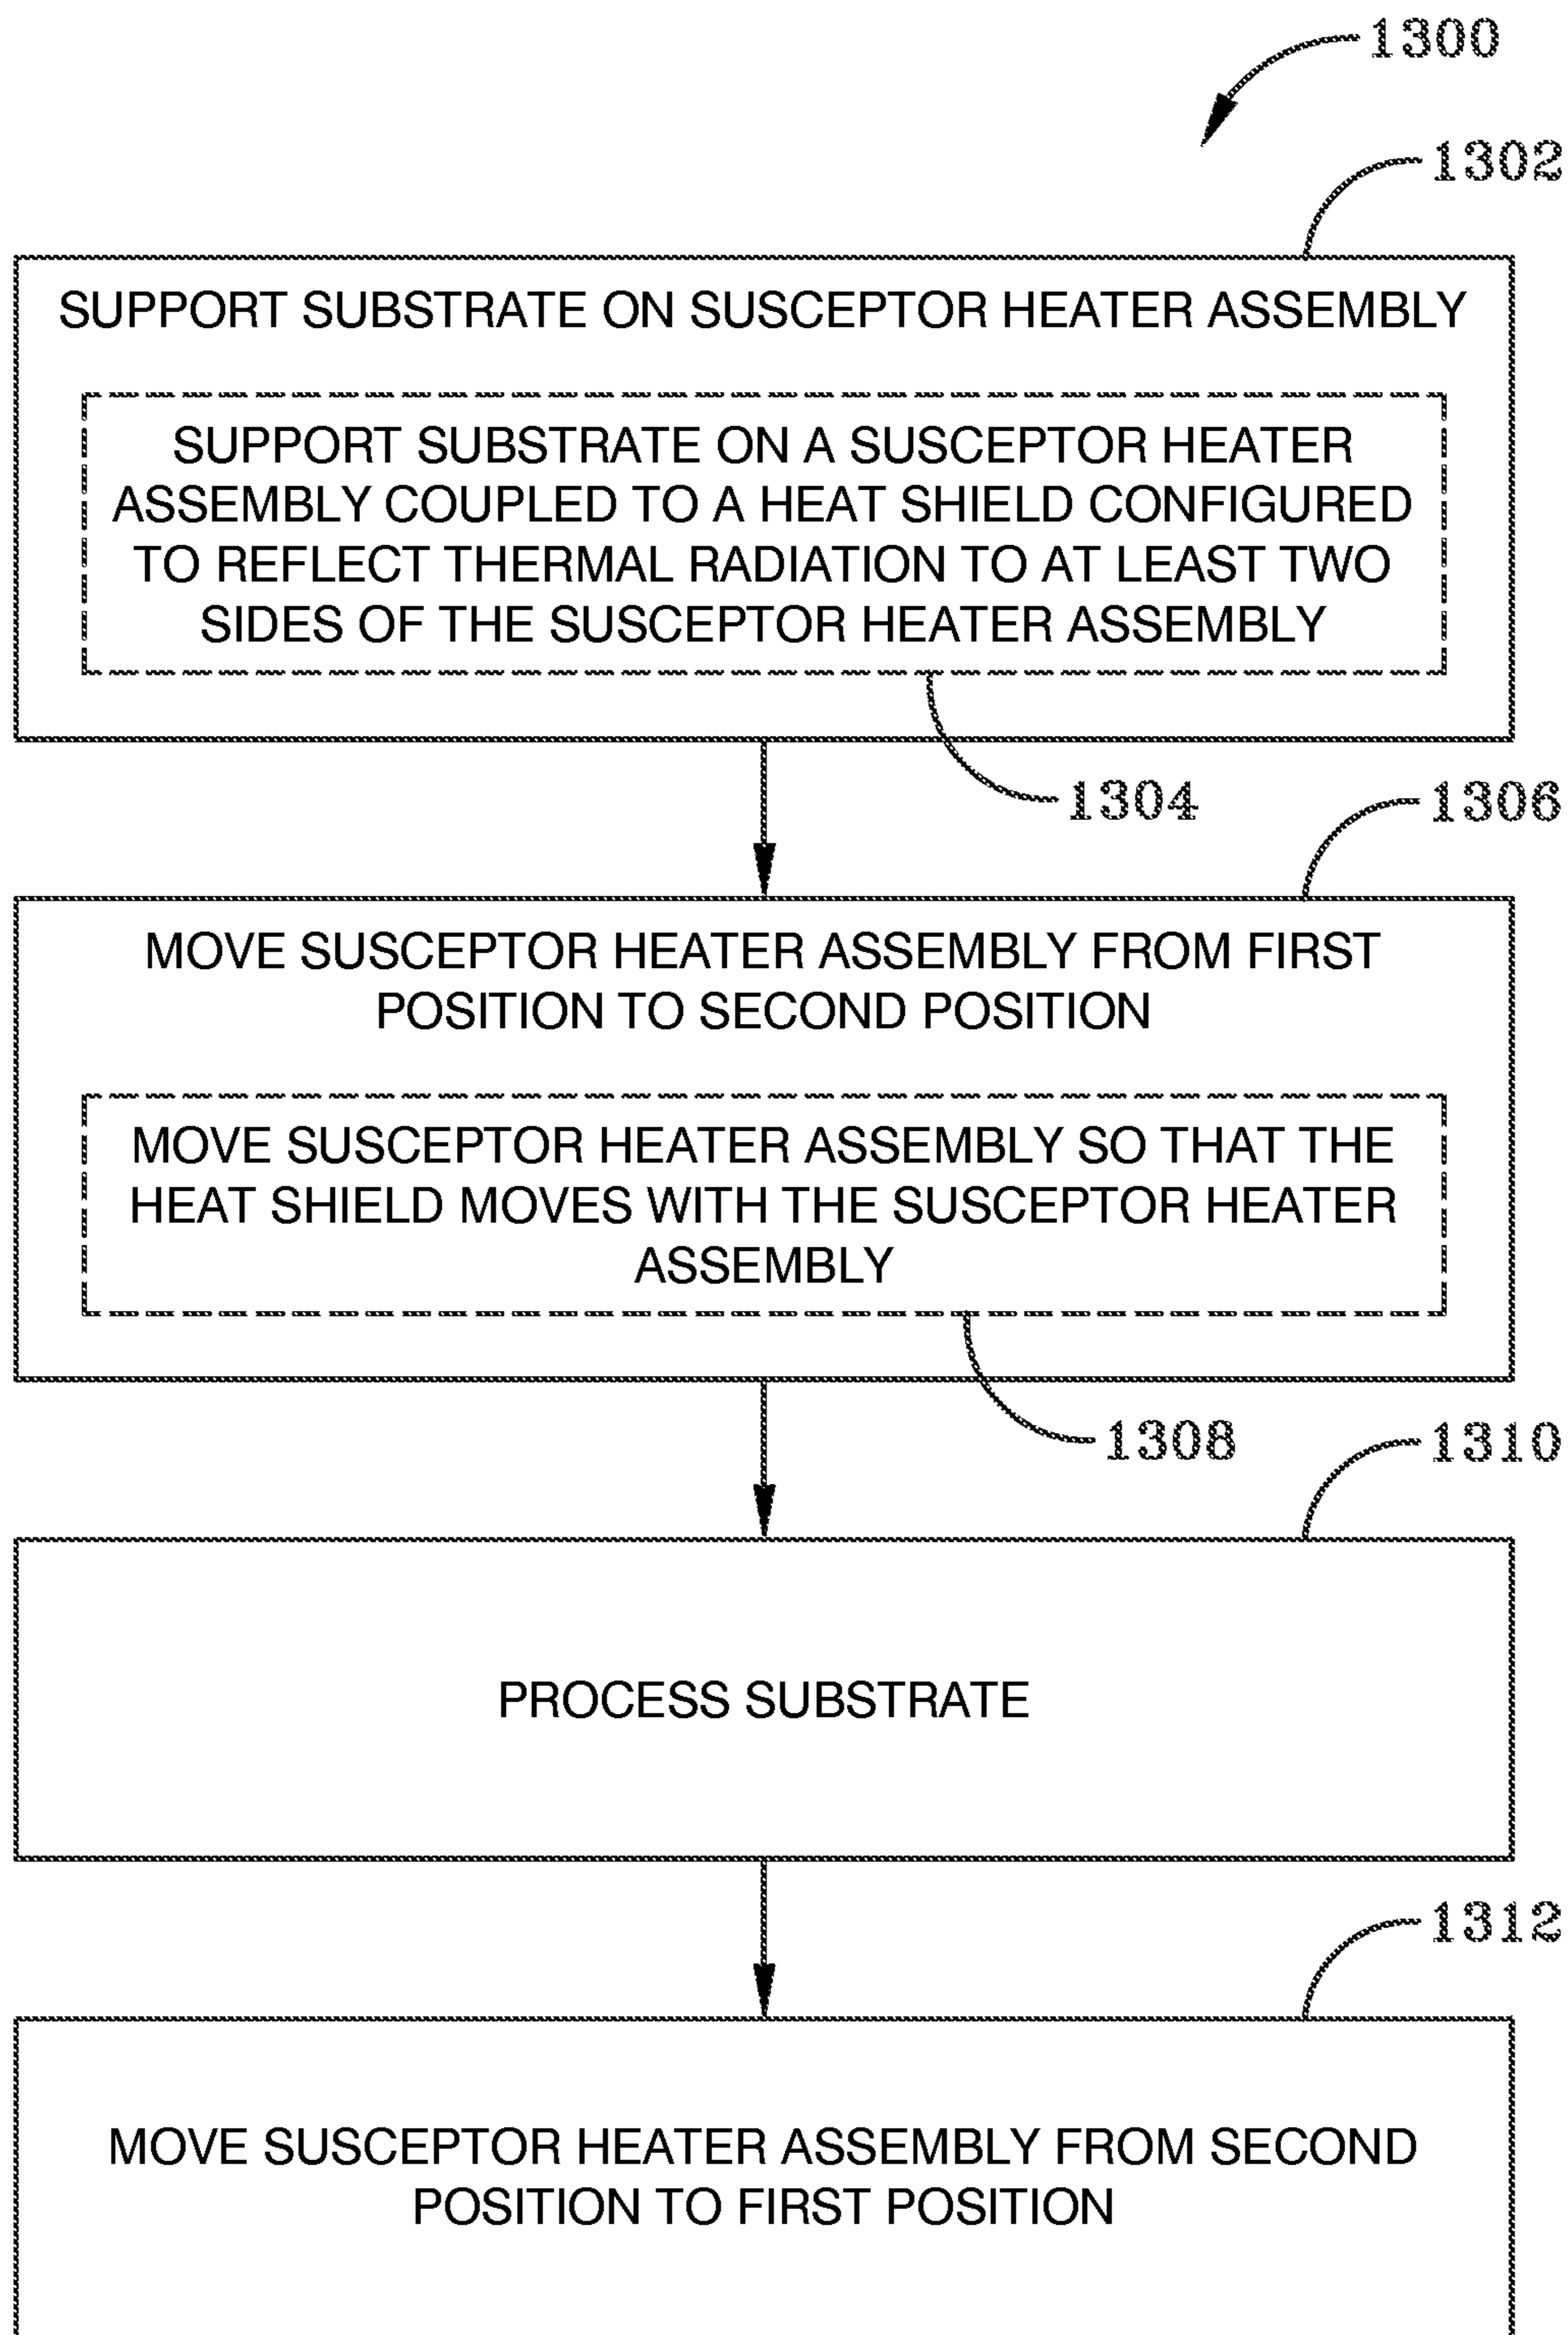 1300
1302
SUPPORT SUBSTRATE ON SUSCEPTOR HEATER ASSEMBLY
SUPPORT SUBSTRATE ON A SUSCEPTOR HEATER
ASSEMBLY COUPLED TO A HEAT SHIELD CONFIGURED
TO REFLECT THERMAL RADIATION TO AT LEAST TWO
SIDES OF THE SUSCEPTOR HEATER ASSEMBLY
1304
1306
MOVE SUSCEPTOR HEATER ASSEMBLY FROM FIRST
POSITION TO SECOND POSITION
MOVE SUSCEPTOR HEATER ASSEMBLY SO THAT THE
HEAT SHIELD MOVES WITH THE SUSCEPTOR HEATER
ASSEMBLY
1308
1310
PROCESS SUBSTRATE
1312
MOVE SUSCEPTOR HEATER ASSEMBLY FROM SECOND
POSITION TO FIRST POSITION